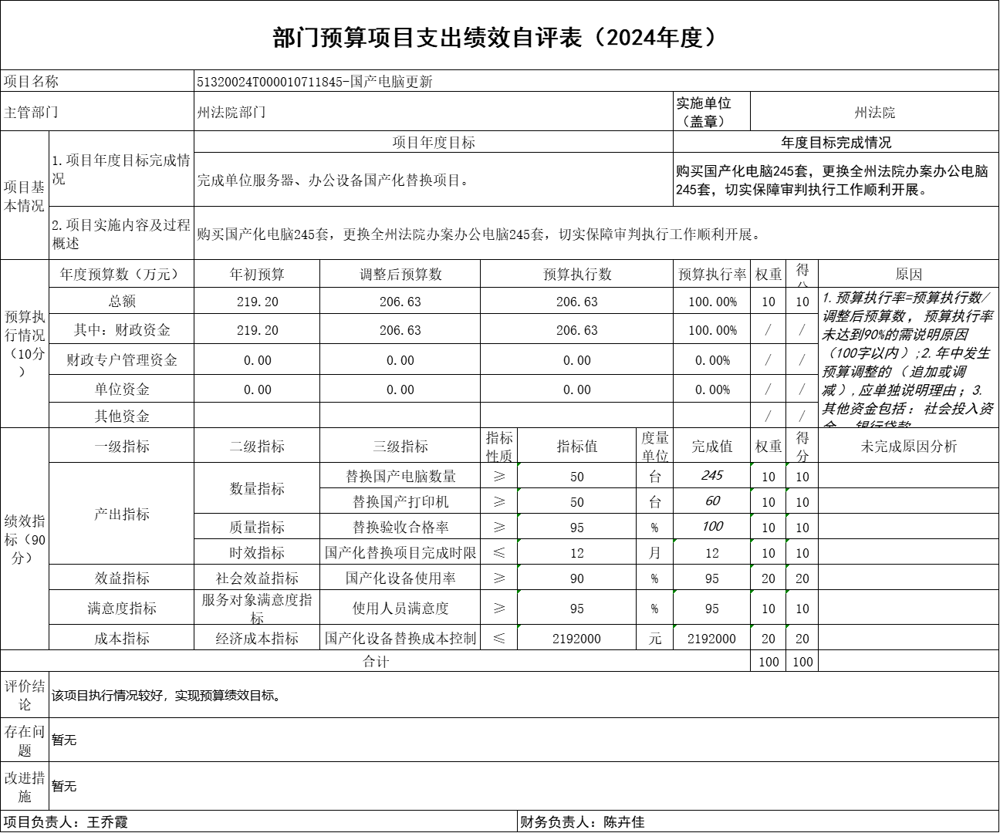 部门预算项目支出绩效自评表（2024年度）
项目名称 51320024T000010711845-国产电脑更新
主管部门 州法院部门 实施单位（盖章） 州法院
项目基本情况
1.项目年度目标完成情况
项目年度目标 年度目标完成情况
完成单位服务器、办公设备国产化替换项目。
购买国产化电脑245套，更换全州法院办案办公电脑
245套，切实保障审判执行工作顺利开展。
2.项目实施内容及过程概述
购买国产化电脑245套，更换全州法院办案办公电脑245套，切实保障审判执行工作顺利开展。
预算执行情况（10分）
年度预算数（万元） 年初预算 调整后预算数 预算执行数 预算执行率 权重 得 原因
总额 219.20 206.63 206.63 100.00% 10 10
其中：财政资金 219.20 206.63 206.63 100.00% / /
财政专户管理资金 0.00 0.00 0.00 0.00% / /
单位资金 0.00 0.00 0.00 0.00% / /
其他资金 / /
1.预算执行率=预算执行数/
调整后预算数，预算执行率
未达到90%的需说明原因
（100字以内）;2.年中发生
预算调整的（追加或调
减）,应单独说明理由；3.
其他资金包括：社会投入资
绩效指标（90分）
一级指标 二级指标 三级指标 指标性质 指标值 度量单位 完成值 权重 得分 未完成原因分析
产出指标 数量指标 替换国产电脑数量 ≥ 50 台 245 10 10
替换国产打印机 ≥ 50 台 60 10 10
质量指标 替换验收合格率 ≥ 95 % 100 10 10
时效指标 国产化替换项目完成时限 ≤ 12 月 12 10 10
效益指标 社会效益指标 国产化设备使用率 ≥ 90 % 95 20 20
满意度指标 服务对象满意度指标 使用人员满意度 ≥ 95 % 95 10 10
成本指标 经济成本指标 国产化设备替换成本控制 ≤ 2192000 元 2192000 20 20
合计 100 100
评价结论 该项目执行情况较好，实现预算绩效目标。
存在问题 暂无
改进措施 暂无
项目负责人：王乔霞 财务负责人：陈卉佳